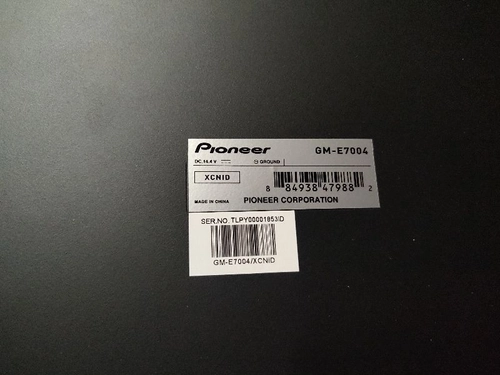 Pioneer GM-E7004
DC 14.4 V ⊟ GROUND
XCNID
8 84938 47988 2
MADE IN CHINA PIONEER CORPORATION
SER.NO. TLPY00001853ID
GM-E7004/XCNID